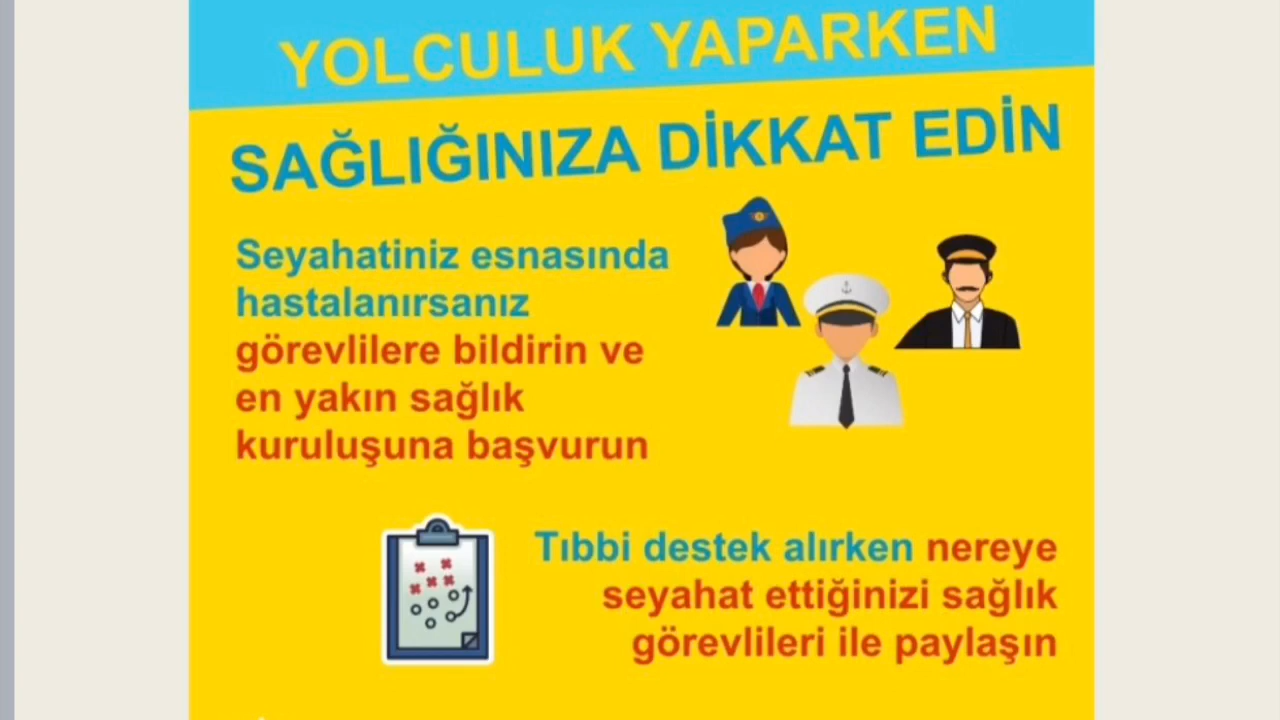 YOLCULUK YAPARKEN
SAĞLIĞINIZA DİKKAT EDİN
Seyahatiniz esnasında
hastalanırsanız
görevlilere bildirin ve
en yakın sağlık
kuruluşuna başvurun
Tıbbi destek alırken nereye
seyahat ettiğinizi sağlık
görevlileri ile paylaşın